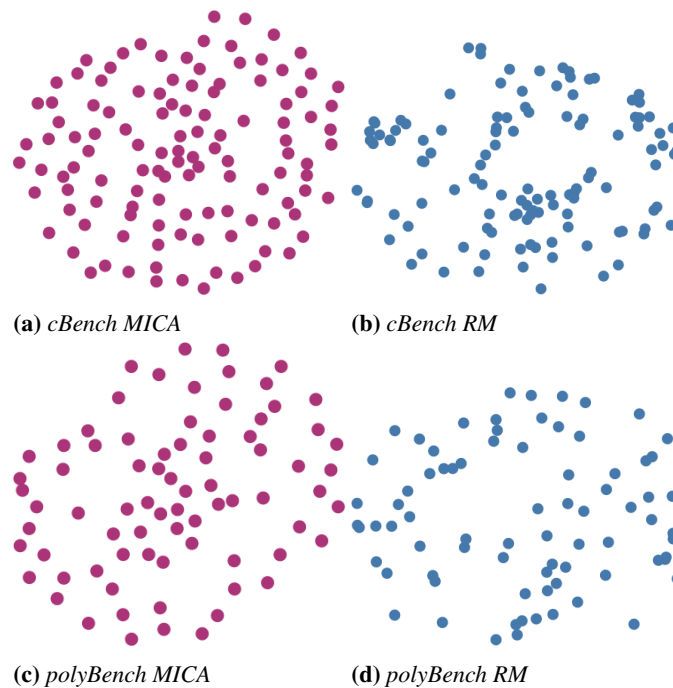 (a) cBench MICA
(b) cBench RM
(c) polyBench MICA
(d) polyBench RM